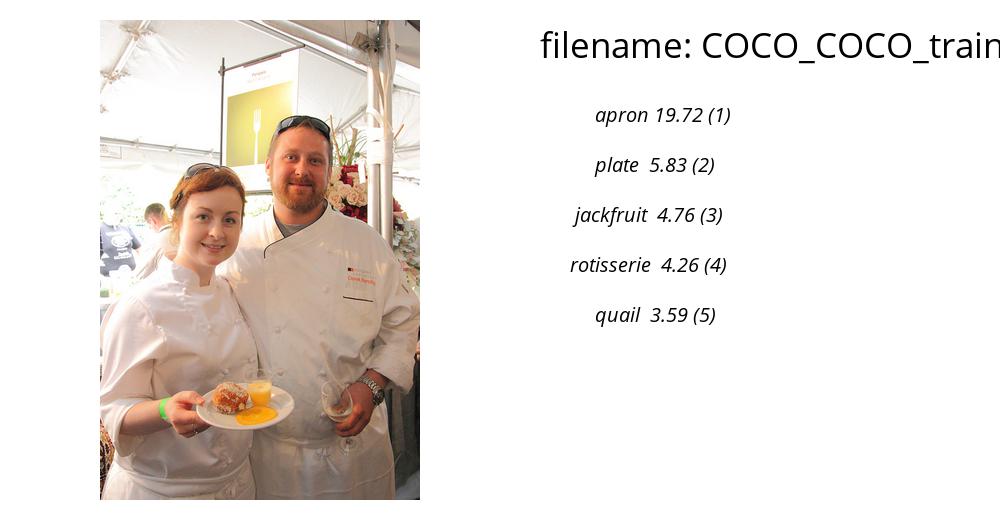 filename: COCO_COCO_train
apron 19.72 (1)
plate 5.83 (2)
jackfruit 4.76 (3)
rotisserie 4.26 (4)
quail 3.59 (5)